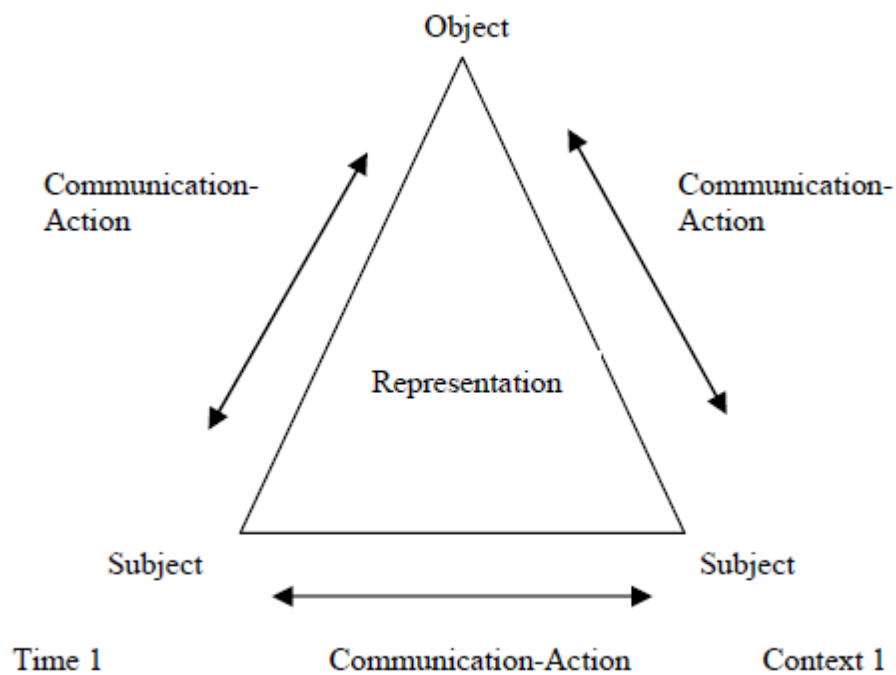 Object
Communication-
Action
Communication-
Action
Representation
Subject
Subject
Time 1
Communication-Action
Context 1